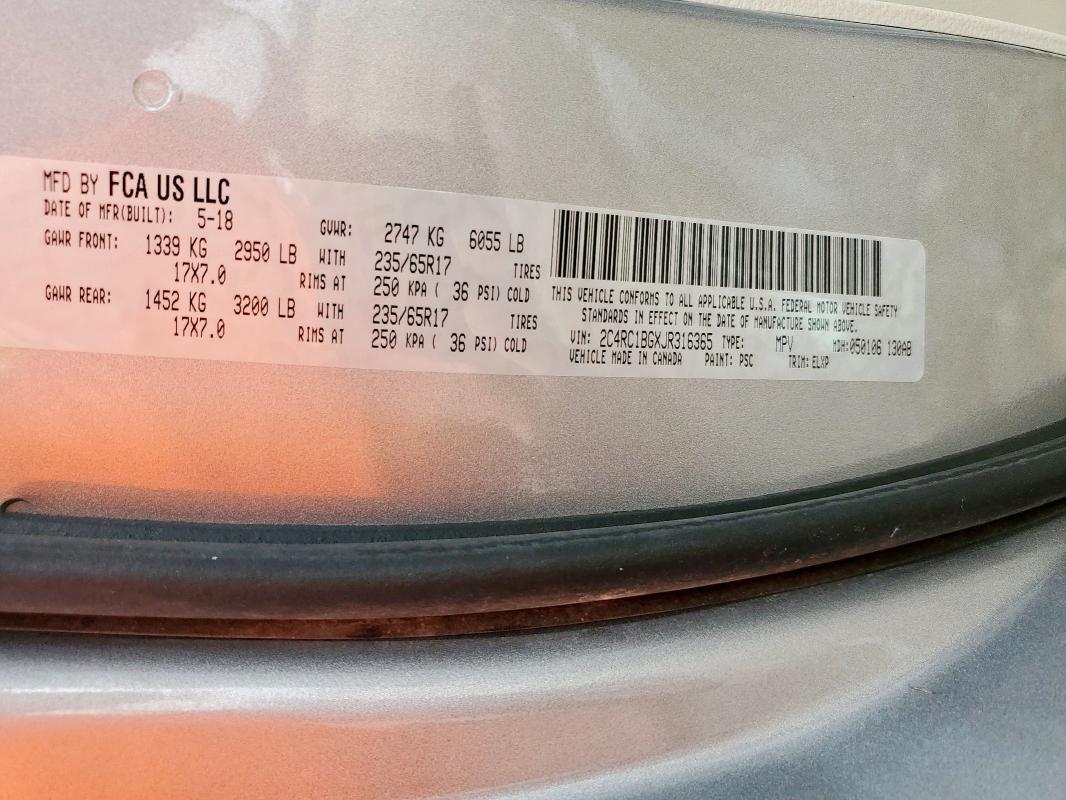 MFD BY FCA US LLC
DATE OF MFR(BUILT): 5-18 GVWR: 2747 KG 6055 LB
GAWR FRONT: 1339 KG 2950 LB WITH 235/65R17 TIRES
17X7.0 RIMS AT 250 KPA ( 36 PSI) COLD
GAWR REAR: 1452 KG 3200 LB WITH 235/65R17 TIRES
17X7.0 RIMS AT 250 KPA ( 36 PSI) COLD
THIS VEHICLE CONFORMS TO ALL APPLICABLE U.S.A. FEDERAL MOTOR VEHICLE SAFETY
STANDARDS IN EFFECT ON THE DATE OF MANUFACTURE SHOWN ABOVE.
VIN: 2C4RC1BGXJR316365 TYPE: MPV MDH:050106 130AB
VEHICLE MADE IN CANADA PAINT: PSC TRIM: ELXP